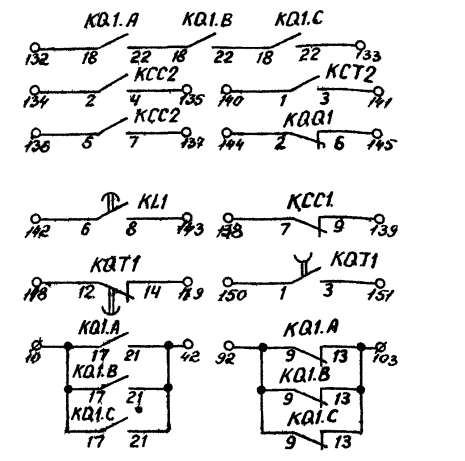 KQ1.A KQ1.B KQ1.C
132 18 22 18 22 18 22 133
KCC2 KCT2
134 2 4 135 140 1 3 141
KCC2 KQQ1
136 5 7 137 144 2 6 145
KL1 KCC1.
142 6 8 143 138 7 9 139
KQT1 KQT1
148 12 14 149 150 1 3 151
KQ1.A KQ1.A
17 21 42 92 9 13 103
KQ1.B KQ1.B
17 21 9 13
KQ1.C KQ1.C
17 21 9 13